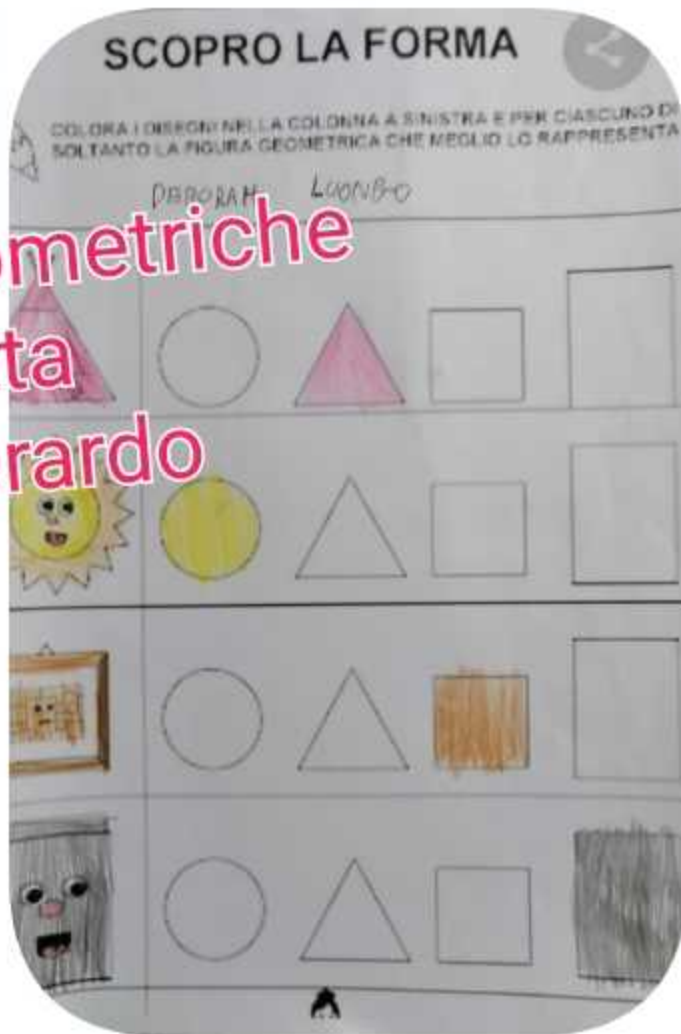 SCOPRO LA FORMA
COLORA I DISEGNI NELLA COLONNA A SINISTRA E PER CIASCUNO DI
SOLTANTO LA FIGURA GEOMETRICA CHE MEGLIO LO RAPPRESENTA
DEBORAH LUONGO
ometriche
ta
rardo